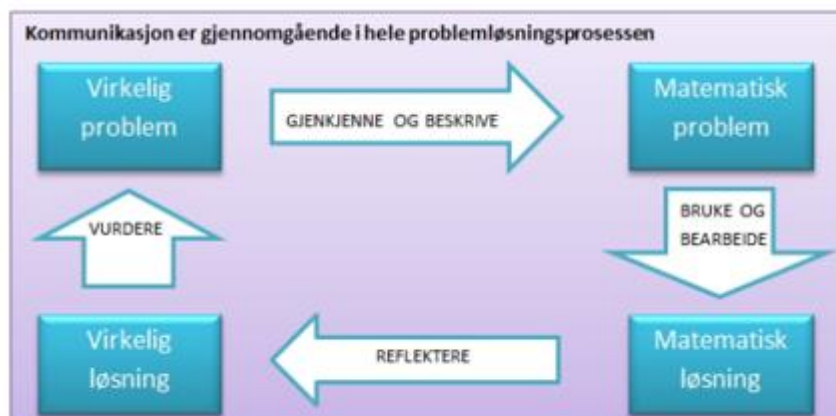 Kommunikasjon er gjennomgående i hele problemløsningsprosessen
Virkelig
problem
GJENKJENNE OG BESKRIVE
Matematisk
problem
BRUKE OG
BEARBEIDE
Matematisk
løsning
REFLEKTERE
Virkelig
løsning
VURDERE